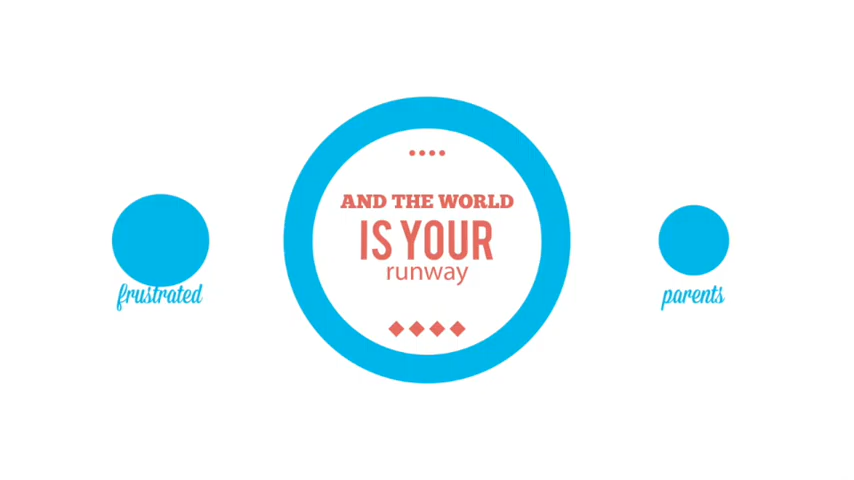 AND THE WORLD
IS YOUR
runway
frustrated
parents